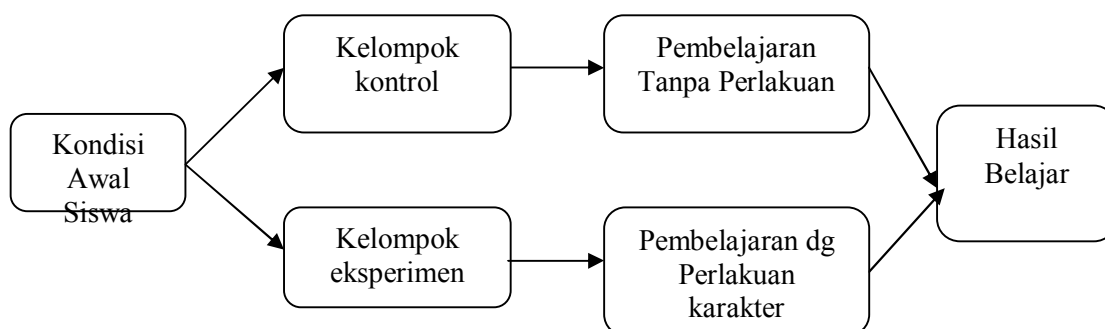 Kondisi
Awal
Siswa
Kelompok
kontrol
Pembelajaran
Tanpa Perlakuan
Kelompok
eksperimen
Pembelajaran dg
Perlakuan
karakter
Hasil
Belajar